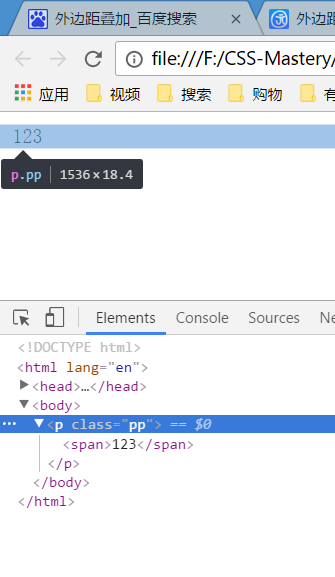 外边距叠加_百度搜索 × 外边距
file:///F:/CSS-Mastery/
应用 视频 搜索 购物
123
p.pp 1536 × 18.4
Elements Console Sources Ne
<!DOCTYPE html>
<html lang="en">
<head>…</head>
<body>
<p class="pp"> == $0
<span>123</span>
</p>
</body>
</html>